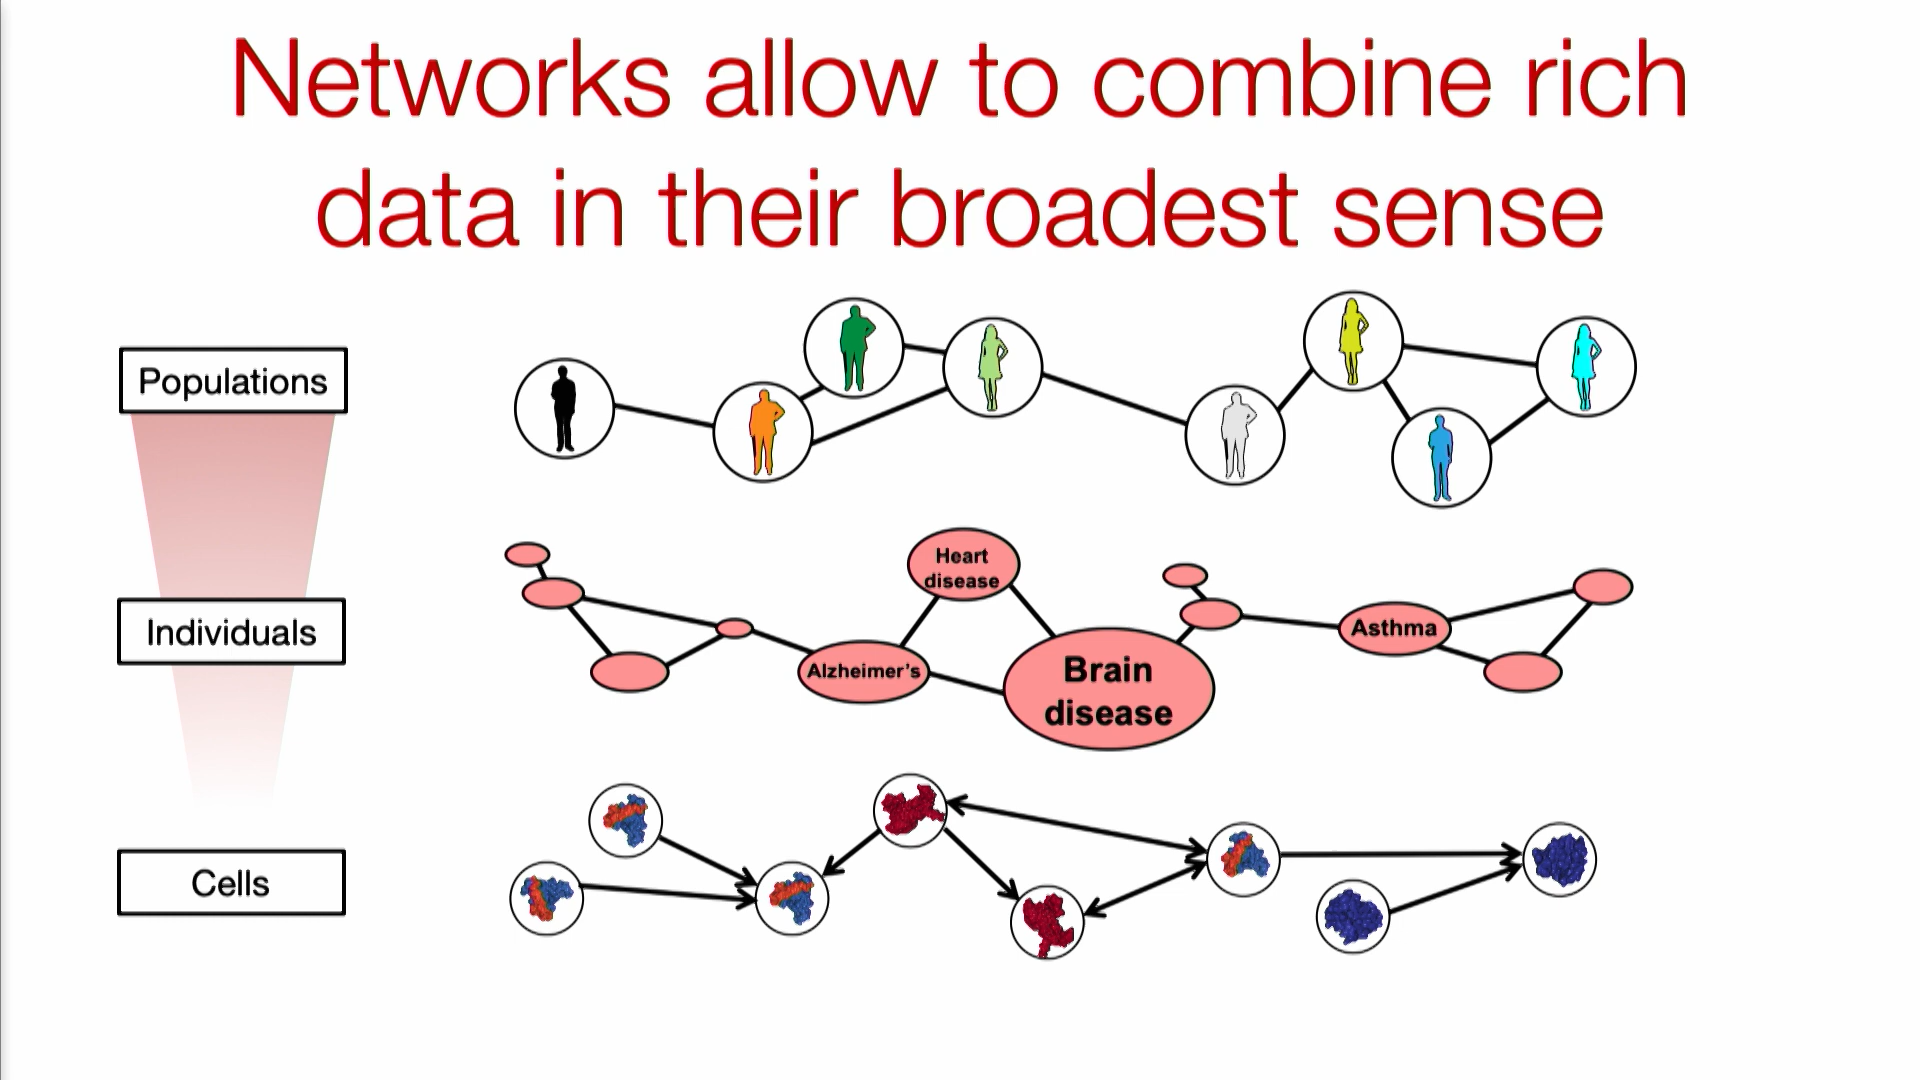 Networks allow to combine rich
data in their broadest sense
Populations
Heart
disease
Individuals
Alzheimer's
Brain
disease
Asthma
Cells